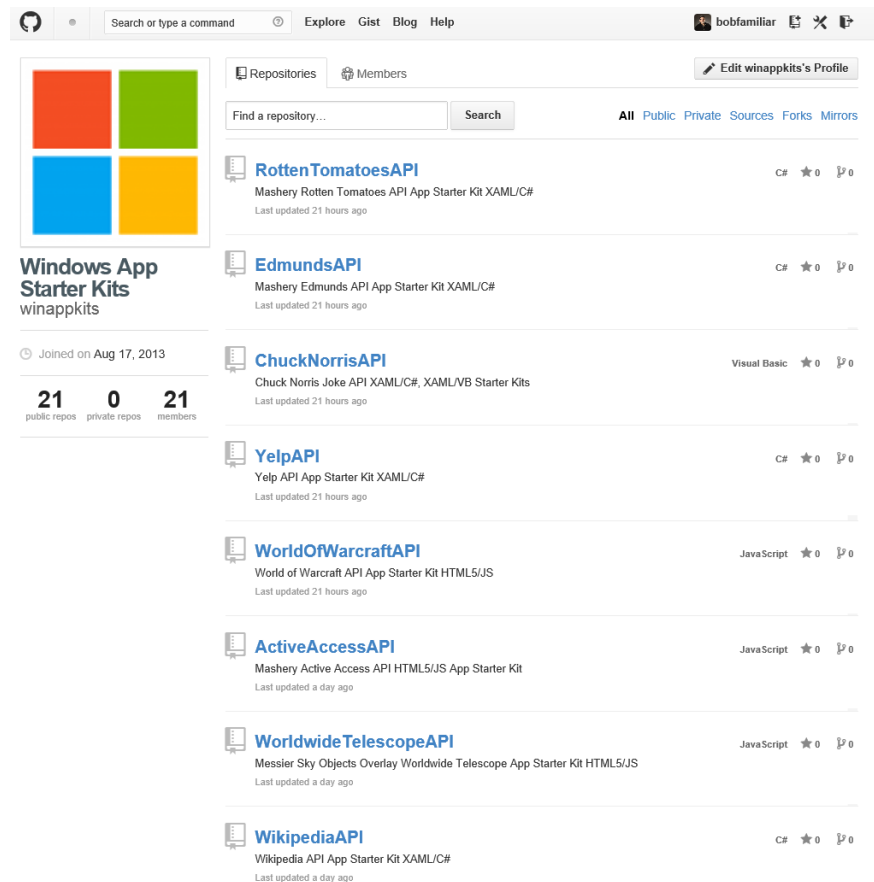 Search or type a command Explore Gist Blog Help bobfamiliar
Repositories Members Edit winappkits's Profile
Find a repository... Search All Public Private Sources Forks Mirrors
Windows App
Starter Kits
winappkits
Joined on Aug 17, 2013
21 0 21
public repos private repos members
RottenTomatoesAPI C# 0 0
Mashery Rotten Tomatoes API App Starter Kit XAML/C#
Last updated 21 hours ago
EdmundsAPI C# 0 0
Mashery Edmunds API App Starter Kit XAML/C#
Last updated 21 hours ago
ChuckNorrisAPI Visual Basic 0 0
Chuck Norris Joke API XAML/C#, XAML/VB Starter Kits
Last updated 21 hours ago
YelpAPI C# 0 0
Yelp API App Starter Kit XAML/C#
Last updated 21 hours ago
WorldOfWarcraftAPI JavaScript 0 0
World of Warcraft API App Starter Kit HTML5/JS
Last updated 21 hours ago
ActiveAccessAPI JavaScript 0 0
Mashery Active Access API HTML5/JS App Starter Kit
Last updated a day ago
WorldwideTelescopeAPI JavaScript 0 0
Messier Sky Objects Overlay Worldwide Telescope App Starter Kit HTML5/JS
Last updated a day ago
WikipediaAPI C# 0 0
Wikipedia API App Starter Kit XAML/C#
Last updated a day ago